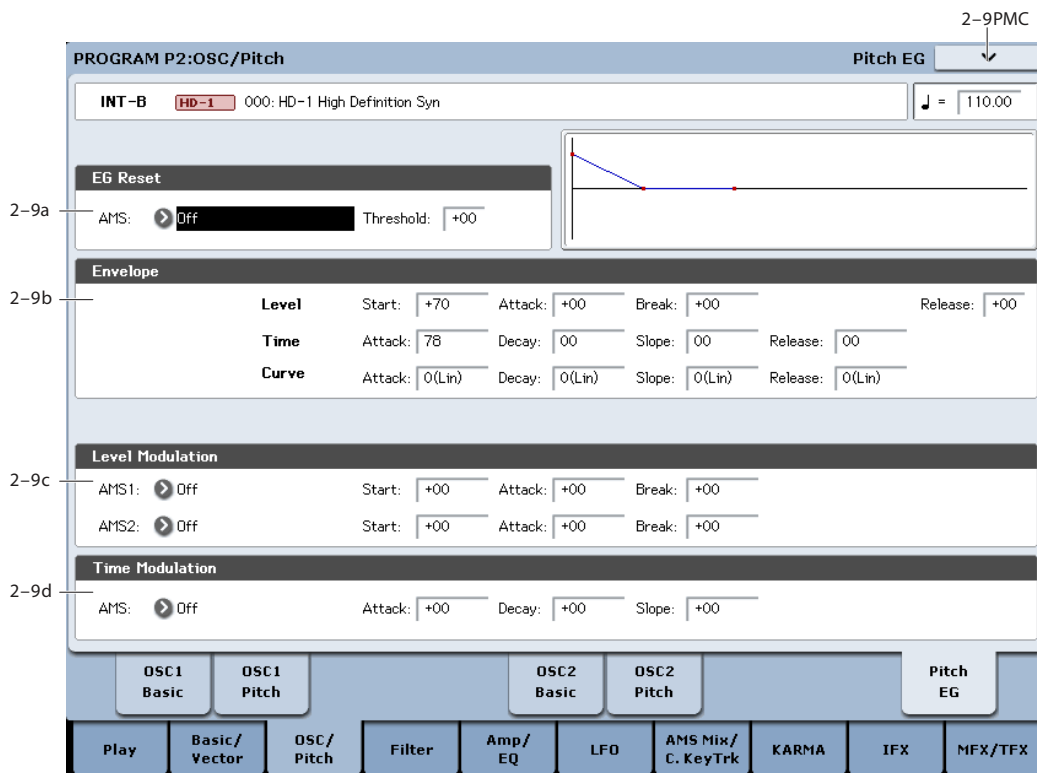 2–9PMC
PROGRAM P2:OSC/Pitch Pitch EG
INT-B HD-1 000: HD-1 High Definition Syn ♩ = 110.00
EG Reset
2–9a AMS: Off Threshold: +00
Envelope
2–9b Level Start: +70 Attack: +00 Break: +00 Release: +00
Time Attack: 78 Decay: 00 Slope: 00 Release: 00
Curve Attack: 0(Lin) Decay: 0(Lin) Slope: 0(Lin) Release: 0(Lin)
Level Modulation
2–9c AMS1: Off Start: +00 Attack: +00 Break: +00
AMS2: Off Start: +00 Attack: +00 Break: +00
Time Modulation
2–9d AMS: Off Attack: +00 Decay: +00 Slope: +00
OSC1 Basic OSC1 Pitch OSC2 Basic OSC2 Pitch Pitch EG
Play Basic/Vector OSC/Pitch Filter Amp/EQ LFO AMS Mix/C. KeyTrk KARMA IFX MFX/TFX